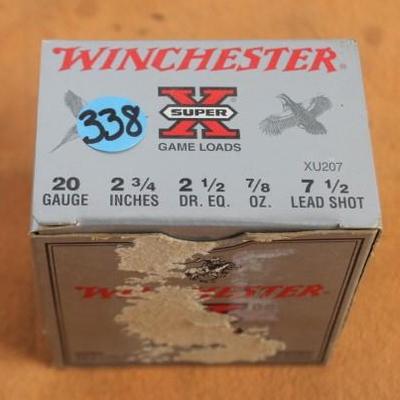 WINCHESTER®
338
SUPER X
GAME LOADS
XU207
20 2 3/4 2 1/2 7/8 7 1/2
GAUGE INCHES DR. EQ. OZ. LEAD SHOT
WINCHESTER